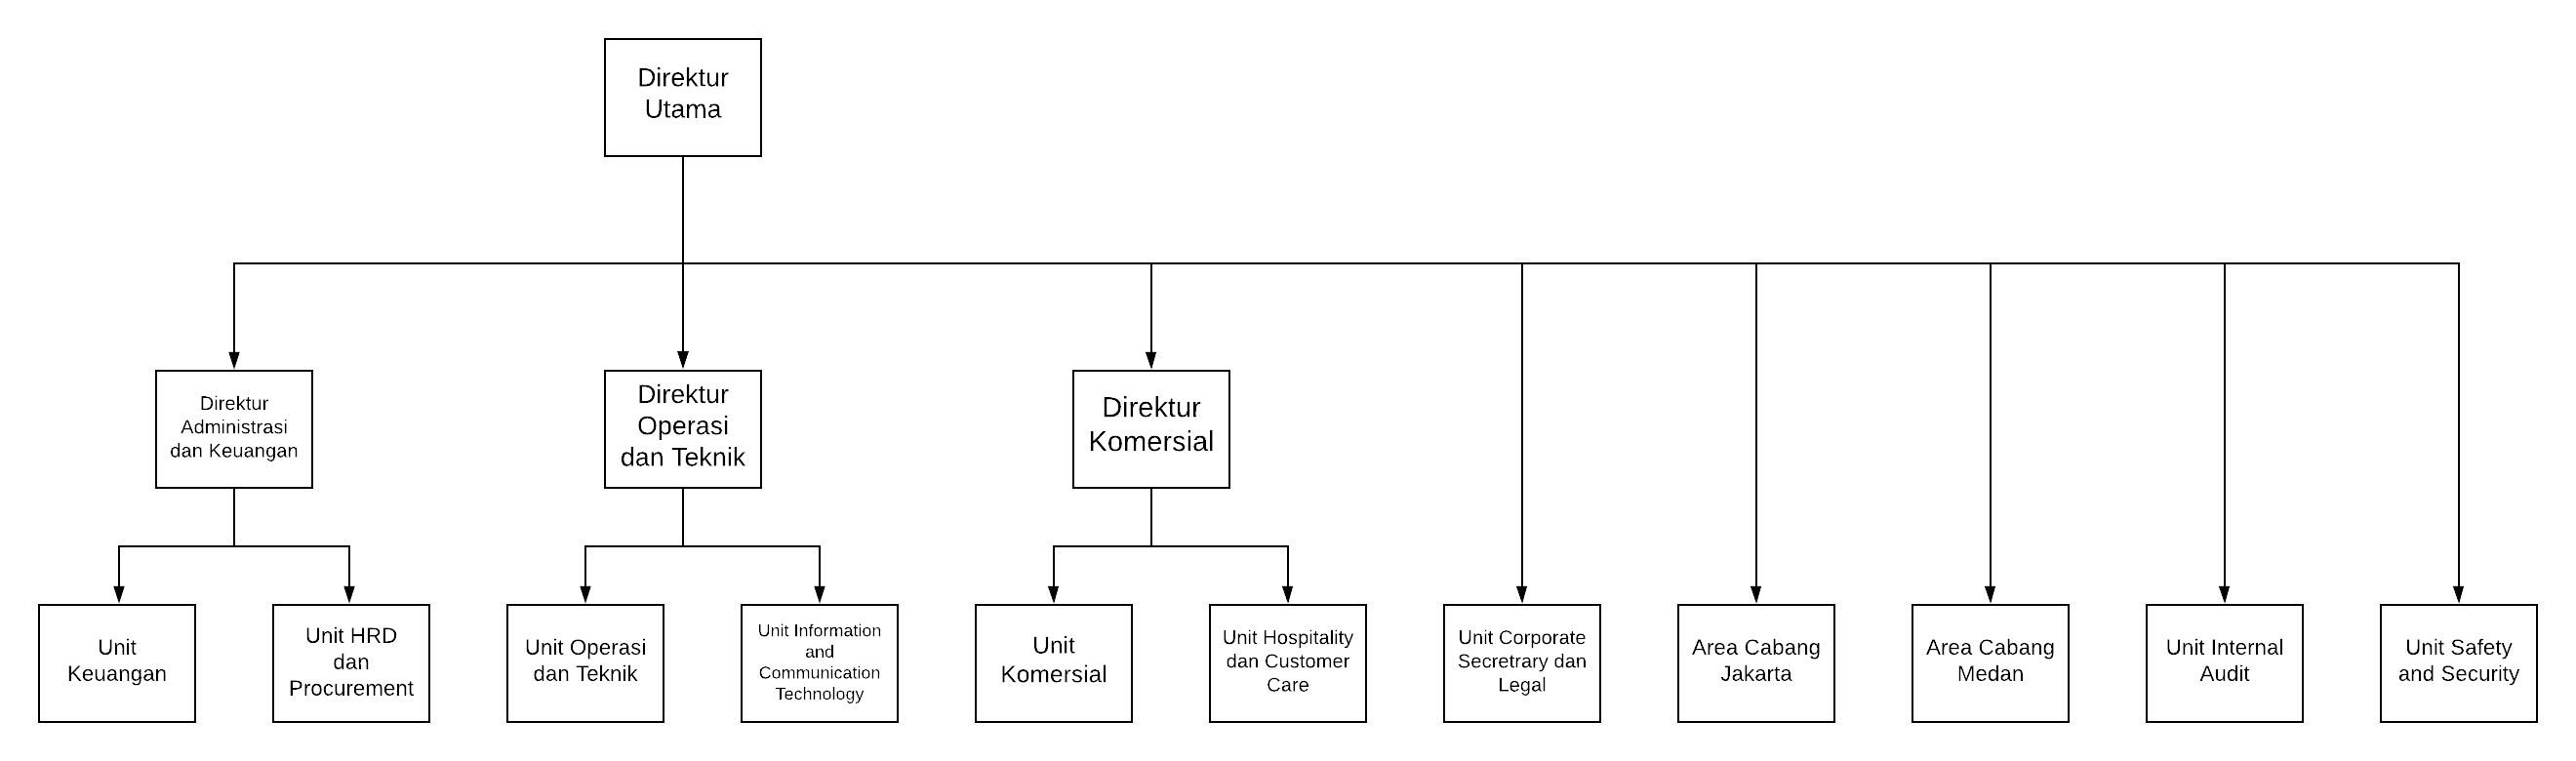 Direktur
Utama
Direktur
Administrasi
dan Keuangan
Direktur
Operasi
dan Teknik
Direktur
Komersial
Unit
Keuangan
Unit HRD
dan
Procurement
Unit Operasi
dan Teknik
Unit Information
and
Communication
Technology
Unit
Komersial
Unit Hospitality
dan Customer
Care
Unit Corporate
Secretrary dan
Legal
Area Cabang
Jakarta
Area Cabang
Medan
Unit Internal
Audit
Unit Safety
and Security